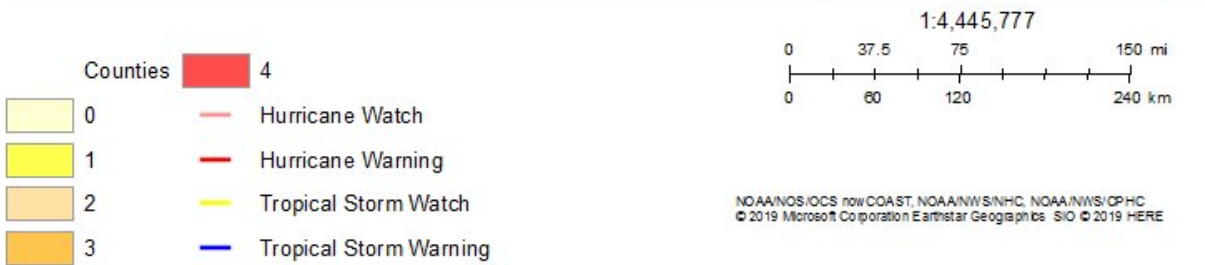 Counties 4
0 Hurricane Watch
1 Hurricane Warning
2 Tropical Storm Watch
3 Tropical Storm Warning
1:4,445,777
0 37.5 75 150 mi
0 60 120 240 km
NOAA/NOS/OCS nowCOAST, NOAA/NWS/NHC, NOAA/NWS/CPHC
© 2019 Microsoft Corporation Earthstar Geographics SIO © 2019 HERE